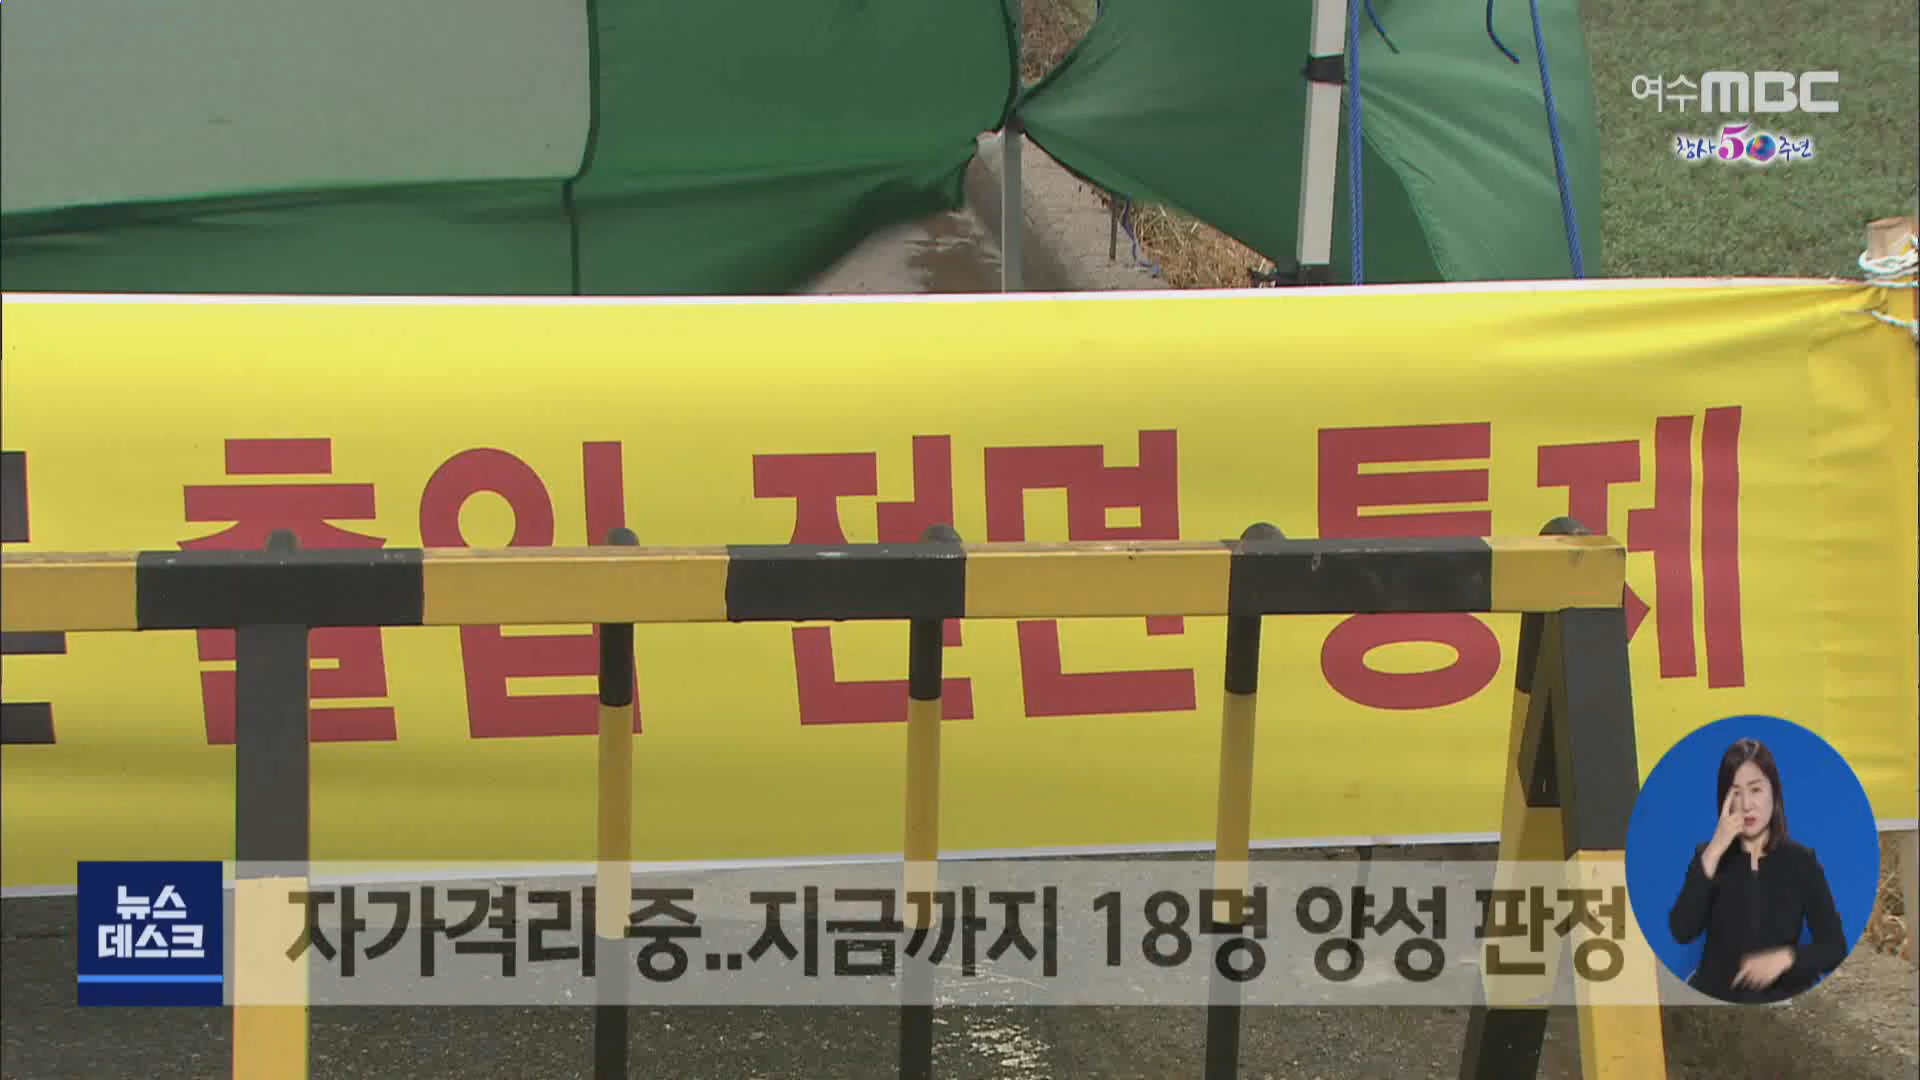 여수MBC
창사50주년
출입 전면 통제
뉴스
데스크
자가격리 중..지금까지 18명 양성 판정